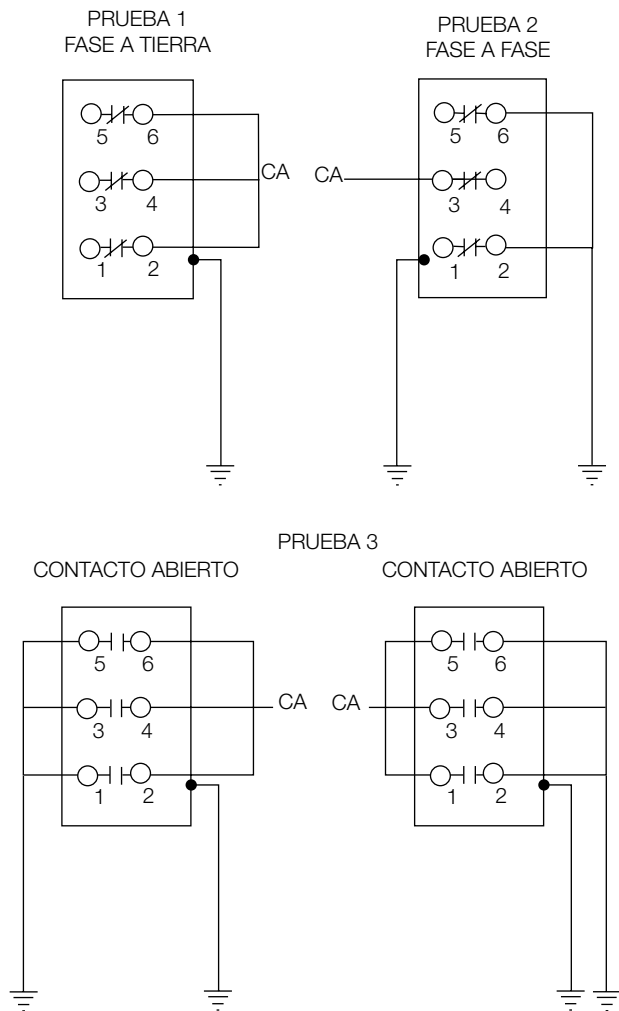 PRUEBA 1
FASE A TIERRA
5 6
3 4
CA
1 2
PRUEBA 2
FASE A FASE
5 6
CA
3 4
1 2
PRUEBA 3
CONTACTO ABIERTO
5 6
3 4
CA
1 2
CONTACTO ABIERTO
5 6
CA
3 4
1 2